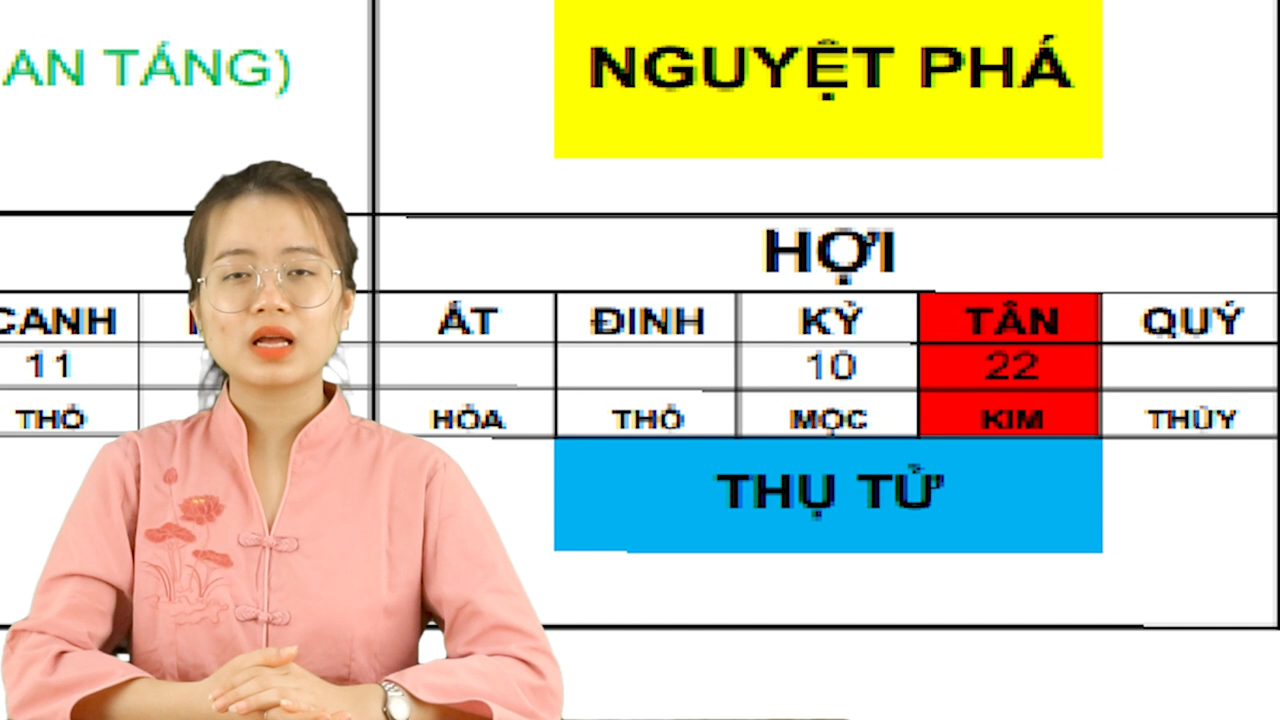 AN TÁNG)
NGUYỆT PHÁ
HỢI
CANH
ẤT ĐINH KỶ TÂN QUÝ
11
10 22
THỔ
HỎA THỔ MỘC KIM THỦY
THỤ TỬ